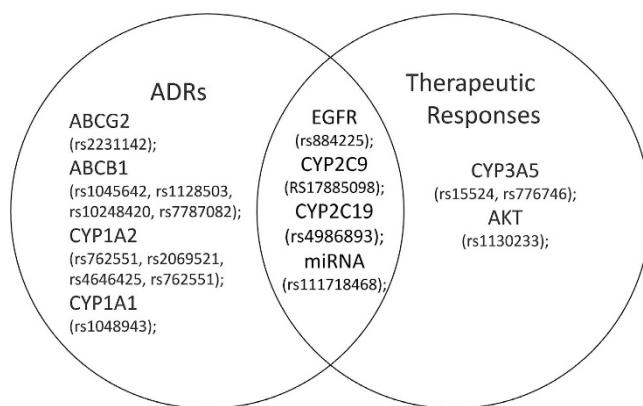 ADRs
ABCG2
(rs2231142);
ABCB1
(rs1045642, rs1128503,
rs10248420, rs7787082);
CYP1A2
(rs762551, rs2069521,
rs4646425, rs762551);
CYP1A1
(rs1048943);
EGFR
(rs884225);
CYP2C9
(RS17885098);
CYP2C19
(rs4986893);
miRNA
(rs111718468);
Therapeutic
Responses
CYP3A5
(rs15524, rs776746);
AKT
(rs1130233);